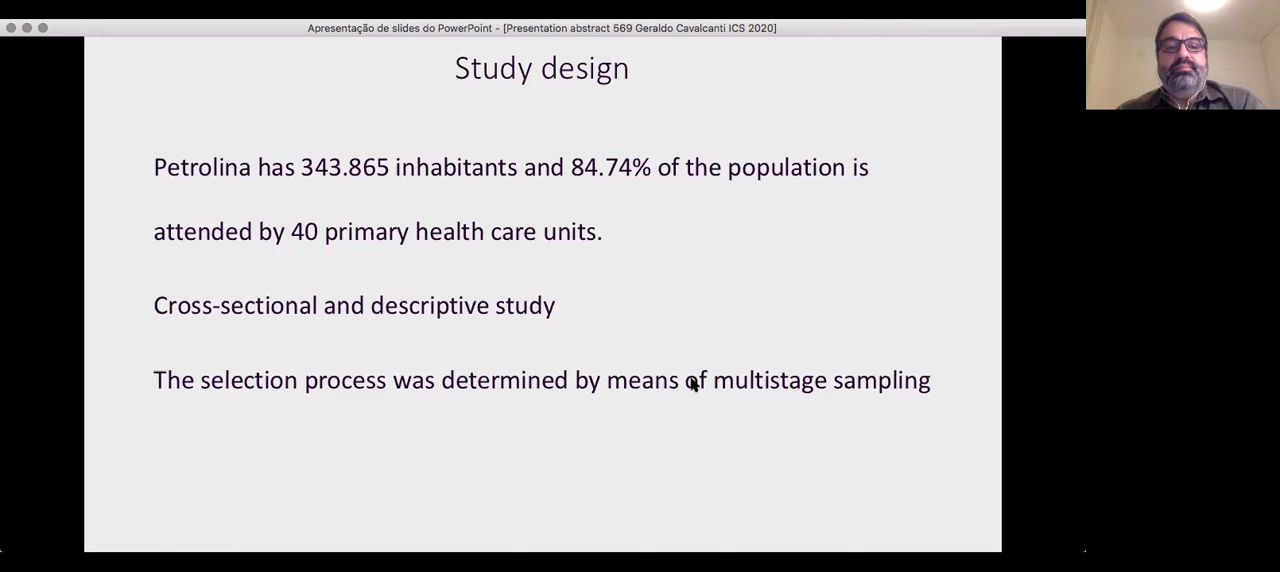 Apresentação de slides do PowerPoint - [Presentation abstract 569 Geraldo Cavalcanti ICS 2020]
Study design
Petrolina has 343.865 inhabitants and 84.74% of the population is
attended by 40 primary health care units.
Cross-sectional and descriptive study
The selection process was determined by means of multistage sampling